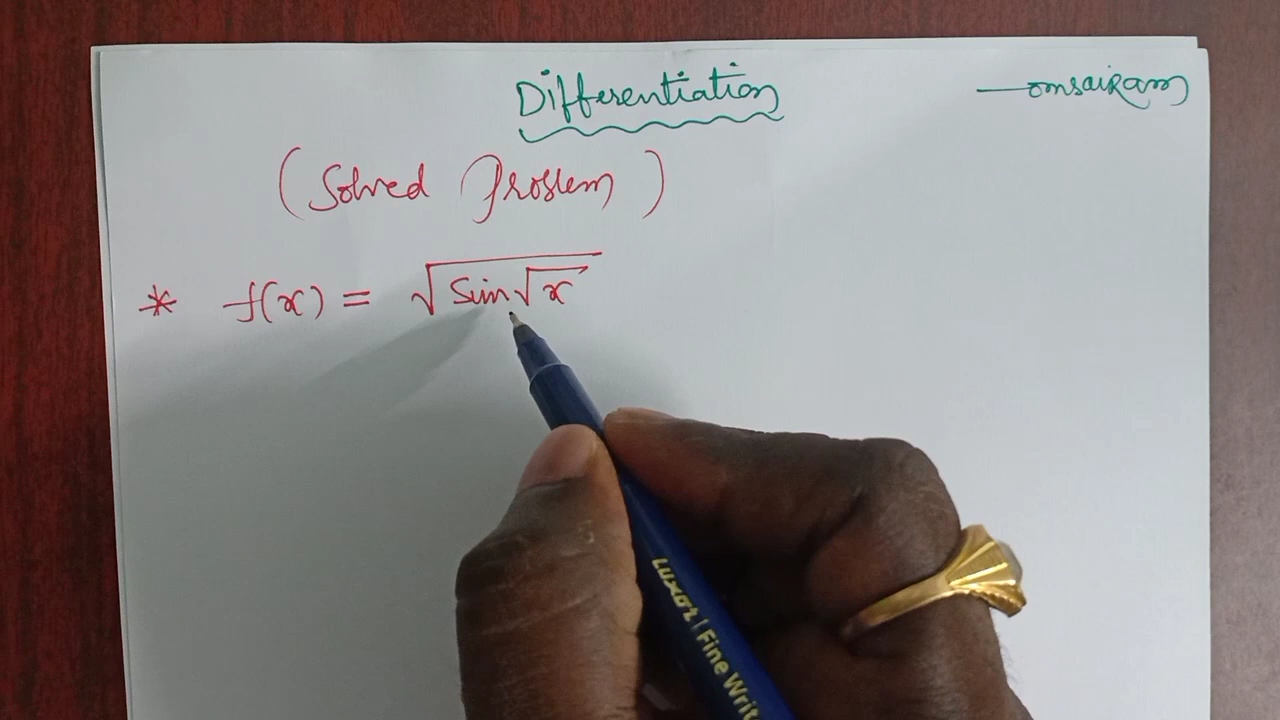 Differentiation
—omsaiRam
(Solved Problem)
* f(x) = √(sin√x)
Luxor | Fine Writ